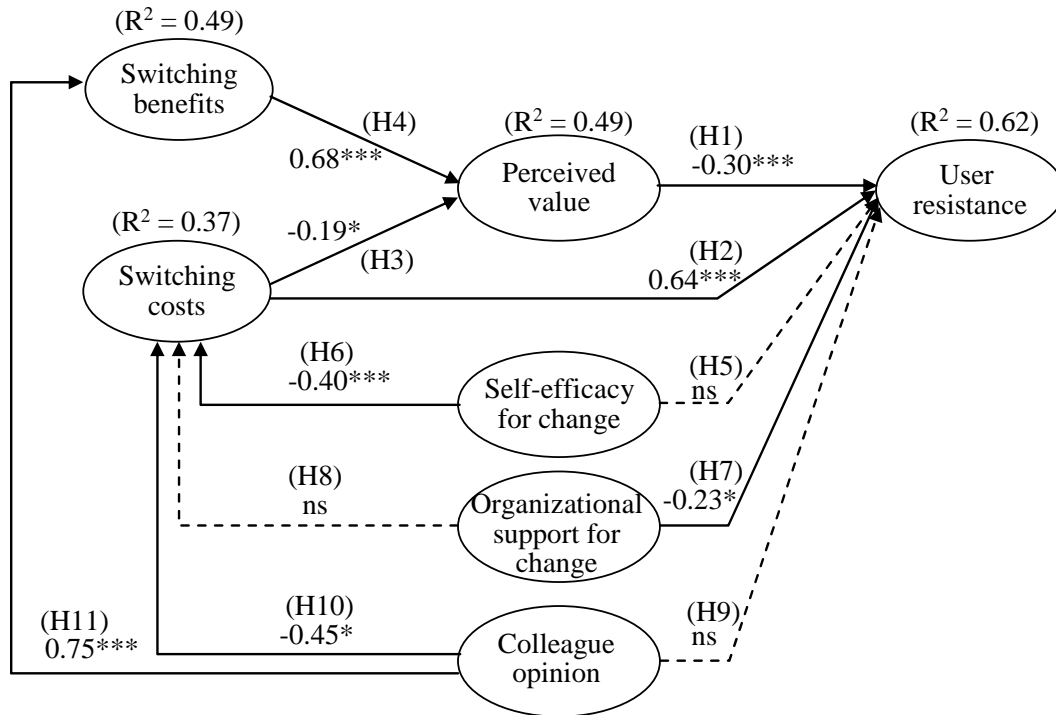 (R² = 0.49)
Switching
benefits
(H4)
0.68***
(R² = 0.49)
Perceived
value
(H1)
-0.30***
(R² = 0.62)
User
resistance
(R² = 0.37)
Switching
costs
-0.19*
(H3)
(H2)
0.64***
(H6)
-0.40***
Self-efficacy
for change
(H5)
ns
(H8)
ns
Organizational
support for
change
(H7)
-0.23*
(H11)
0.75***
(H10)
-0.45*
Colleague
opinion
(H9)
ns